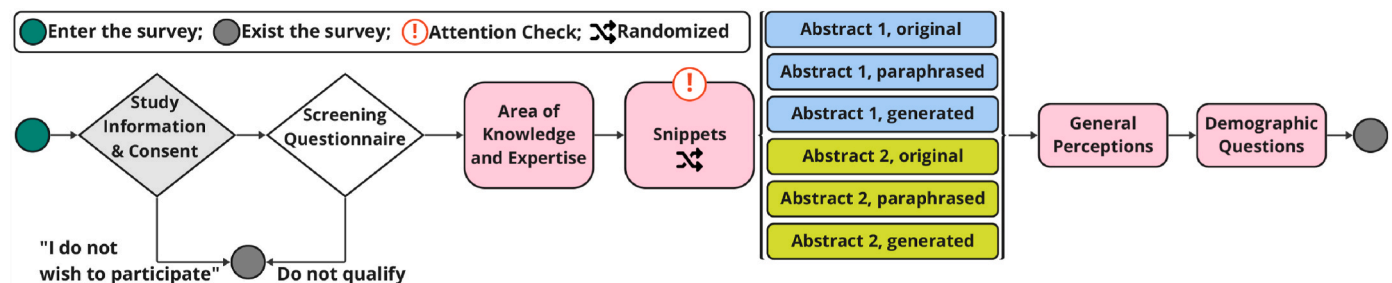 Enter the survey; Exist the survey; ! Attention Check; Randomized
Study
Information
& Consent
Screening
Questionnaire
Area of
Knowledge
and Expertise
!
Snippets
Abstract 1, original
Abstract 1, paraphrased
Abstract 1, generated
Abstract 2, original
Abstract 2, paraphrased
Abstract 2, generated
General
Perceptions
Demographic
Questions
"I do not
wish to participate"
Do not qualify